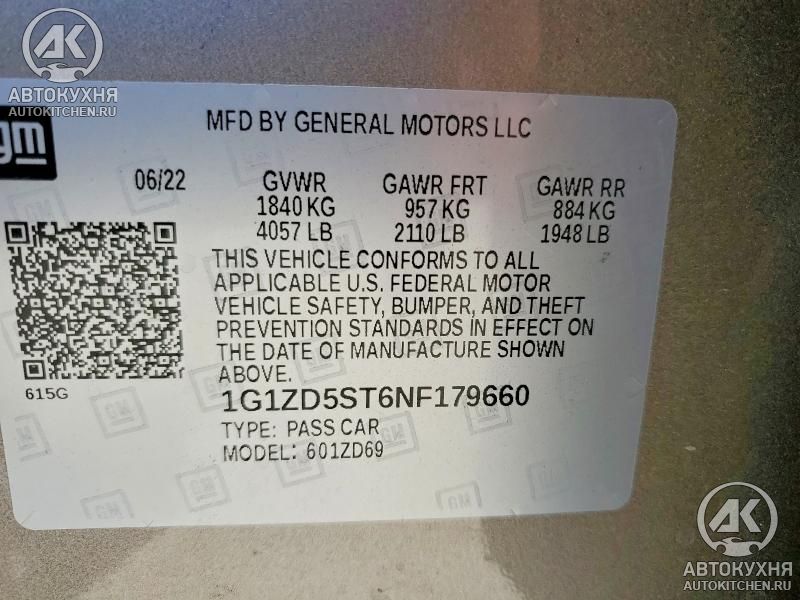 АК
АВТОКУХНЯ
AUTOKITCHEN.RU
gm
MFD BY GENERAL MOTORS LLC
06/22 GVWR GAWR FRT GAWR RR
1840 KG 957 KG 884 KG
4057 LB 2110 LB 1948 LB
THIS VEHICLE CONFORMS TO ALL
APPLICABLE U.S. FEDERAL MOTOR
VEHICLE SAFETY, BUMPER, AND THEFT
PREVENTION STANDARDS IN EFFECT ON
THE DATE OF MANUFACTURE SHOWN
ABOVE.
615G
1G1ZD5ST6NF179660
TYPE: PASS CAR
MODEL: 601ZD69
АК
АВТОКУХНЯ
AUTOKITCHEN.RU